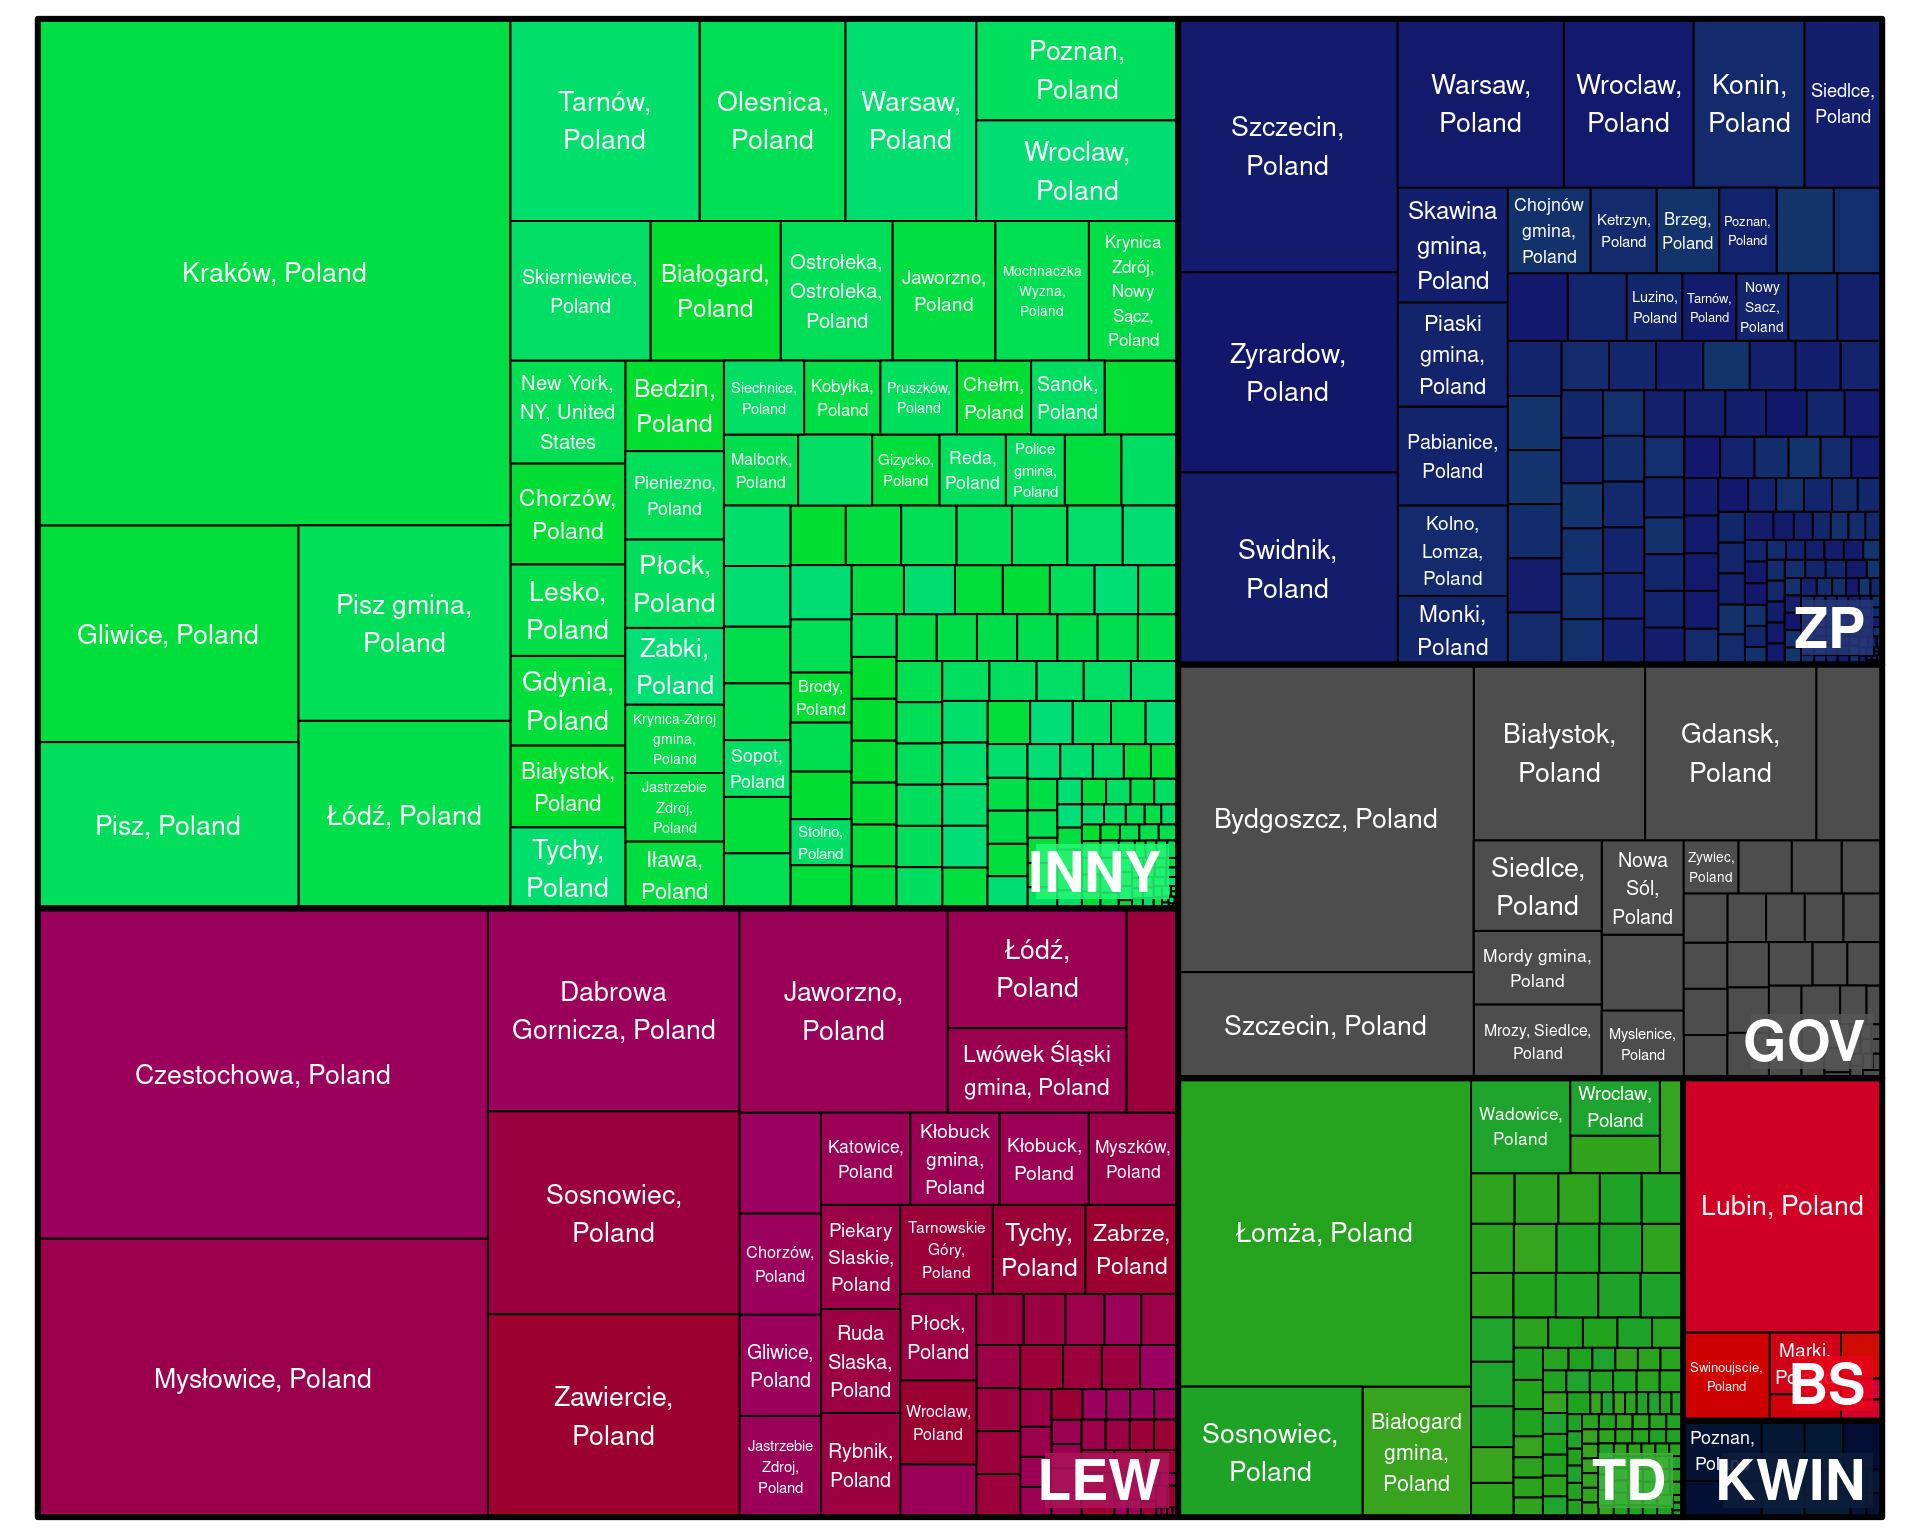 Kraków, Poland
Gliwice, Poland
Pisz, Poland
Pisz gmina,
Poland
Łódź, Poland
Tarnów,
Poland
Olesnica,
Poland
Warsaw,
Poland
Poznan,
Poland
Wroclaw,
Poland
Skierniewice,
Poland
Białogard,
Poland
Ostrołeka,
Ostroleka,
Poland
Jaworzno,
Poland
Mochnaczka
Wyzna,
Poland
Krynica
Zdrój,
Nowy
Sącz,
Poland
New York,
NY, United
States
Chorzów,
Poland
Lesko,
Poland
Gdynia,
Poland
Białystok,
Poland
Tychy,
Poland
Bedzin,
Poland
Pieniezno,
Poland
Płock,
Poland
Zabki,
Poland
Krynica-Zdrój
gmina,
Poland
Jastrzebie
Zdroj,
Poland
Iława,
Poland
Siechnice,
Poland
Kobyłka,
Poland
Pruszków,
Poland
Chełm,
Poland
Sanok,
Poland
Malbork,
Poland
Gizycko,
Poland
Reda,
Poland
Police
gmina,
Poland
Brody,
Poland
Sopot,
Poland
Stolno,
Poland
INNY
Szczecin,
Poland
Zyrardow,
Poland
Swidnik,
Poland
Warsaw,
Poland
Wroclaw,
Poland
Konin,
Poland
Siedlce,
Poland
Skawina
gmina,
Poland
Piaski
gmina,
Poland
Pabianice,
Poland
Kolno,
Lomza,
Poland
Monki,
Poland
Chojnów
gmina,
Poland
Ketrzyn,
Poland
Brzeg,
Poland
Poznan,
Poland
Luzino,
Poland
Tarnów,
Poland
Nowy
Sacz,
Poland
ZP
Bydgoszcz, Poland
Szczecin, Poland
Białystok,
Poland
Gdansk,
Poland
Siedlce,
Poland
Mordy gmina,
Poland
Mrozy, Siedlce,
Poland
Nowa
Sól,
Poland
Myslenice,
Poland
Zywiec,
Poland
GOV
Czestochowa, Poland
Mysłowice, Poland
Dabrowa
Gornicza, Poland
Sosnowiec,
Poland
Zawiercie,
Poland
Jaworzno,
Poland
Łódź,
Poland
Lwówek Śląski
gmina, Poland
Chorzów,
Poland
Gliwice,
Poland
Jastrzebie
Zdroj,
Poland
Katowice,
Poland
Kłobuck
gmina,
Poland
Kłobuck,
Poland
Myszków,
Poland
Piekary
Slaskie,
Poland
Ruda
Slaska,
Poland
Rybnik,
Poland
Tarnowskie
Góry,
Poland
Tychy,
Poland
Zabrze,
Poland
Płock,
Poland
Wroclaw,
Poland
LEW
Łomża, Poland
Sosnowiec,
Poland
Białogard
gmina,
Poland
Wadowice,
Poland
Wroclaw,
Poland
TD
Lubin, Poland
Swinoujscie,
Poland
Marki,
BS
Poznan,
KWIN